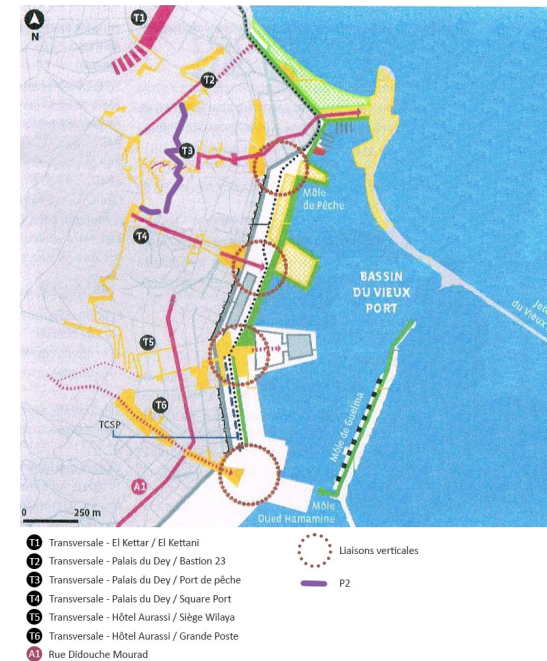 T1
N
T2
T3
Môle
de Pêche
T4
BASSIN
DU VIEUX
PORT
Jet
du Vieux
T5
T6
TCSP
Môle de Guelma
A1
0 250 m
Môle
Oued Hamamine
T1 Transversale - El Kettar / El Kettani
T2 Transversale - Palais du Dey / Bastion 23
T3 Transversale - Palais du Dey / Port de pêche
T4 Transversale - Palais du Dey / Square Port
T5 Transversale - Hôtel Aurassi / Siège Wilaya
T6 Transversale - Hôtel Aurassi / Grande Poste
A1 Rue Didouche Mourad
Liaisons verticales
P2